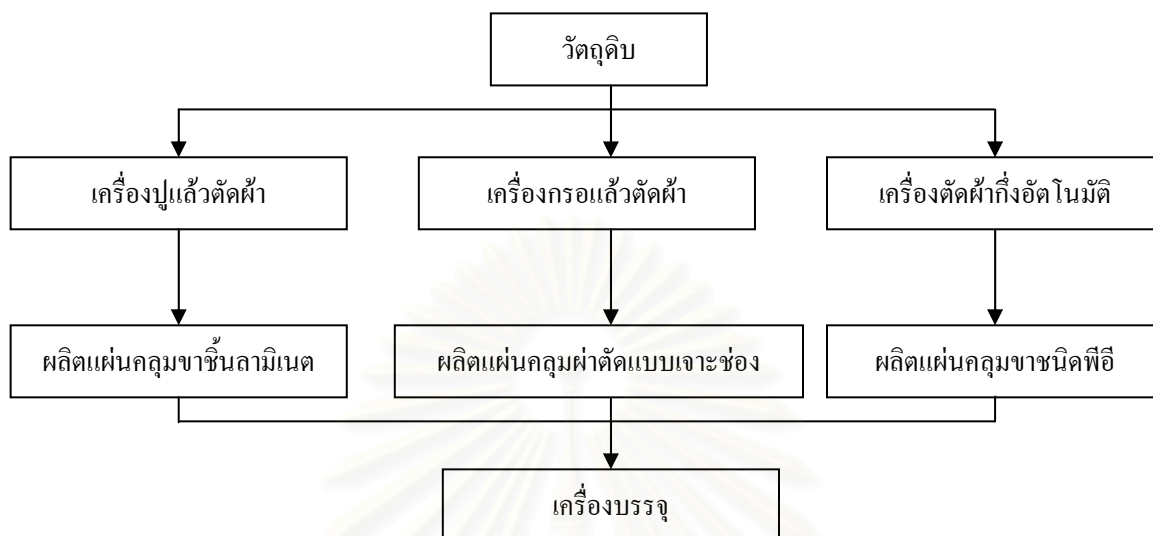 วัตถุดิบ
เครื่องปูแล้วตัดผ้า
เครื่องกรอแล้วตัดผ้า
เครื่องตัดผ้ากึ่งอัตโนมัติ
ผลิตแผ่นคลุมขาชิ้นลามิเนต
ผลิตแผ่นคลุมผ่าตัดแบบเจาะช่อง
ผลิตแผ่นคลุมขาชนิดพีอี
เครื่องบรรจุ